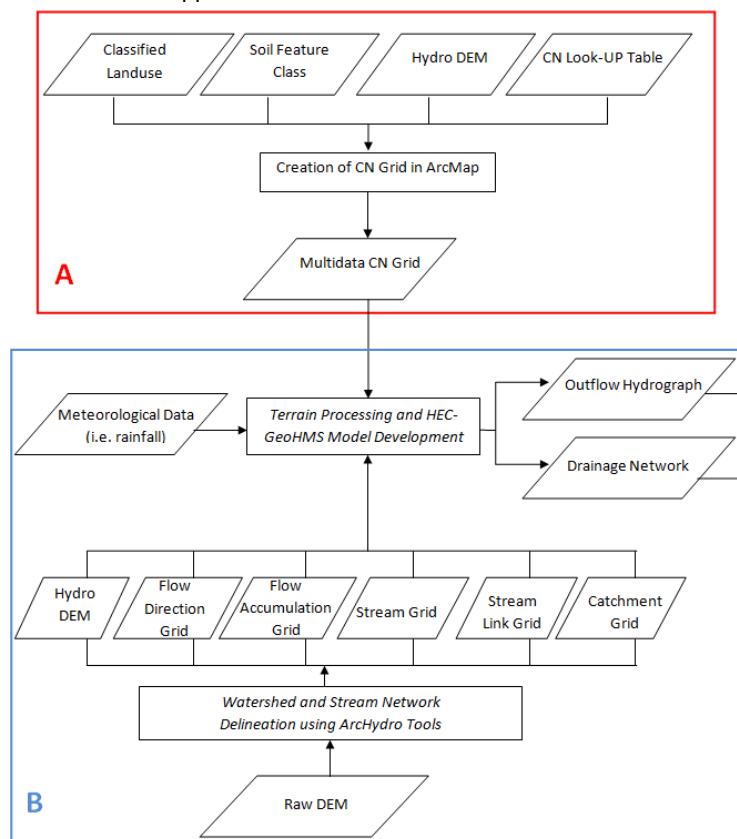 Classified
Landuse
Soil Feature
Class
Hydro DEM
CN Look-UP Table
Creation of CN Grid in ArcMap
Multidata CN Grid
A
Meteorological Data
(i.e. rainfall)
Terrain Processing and HEC-
GeoHMS Model Development
Outflow Hydrograph
Drainage Network
Hydro
DEM
Flow
Direction
Grid
Flow
Accumulation
Grid
Stream Grid
Stream
Link Grid
Catchment
Grid
Watershed and Stream Network
Delineation using ArcHydro Tools
Raw DEM
B